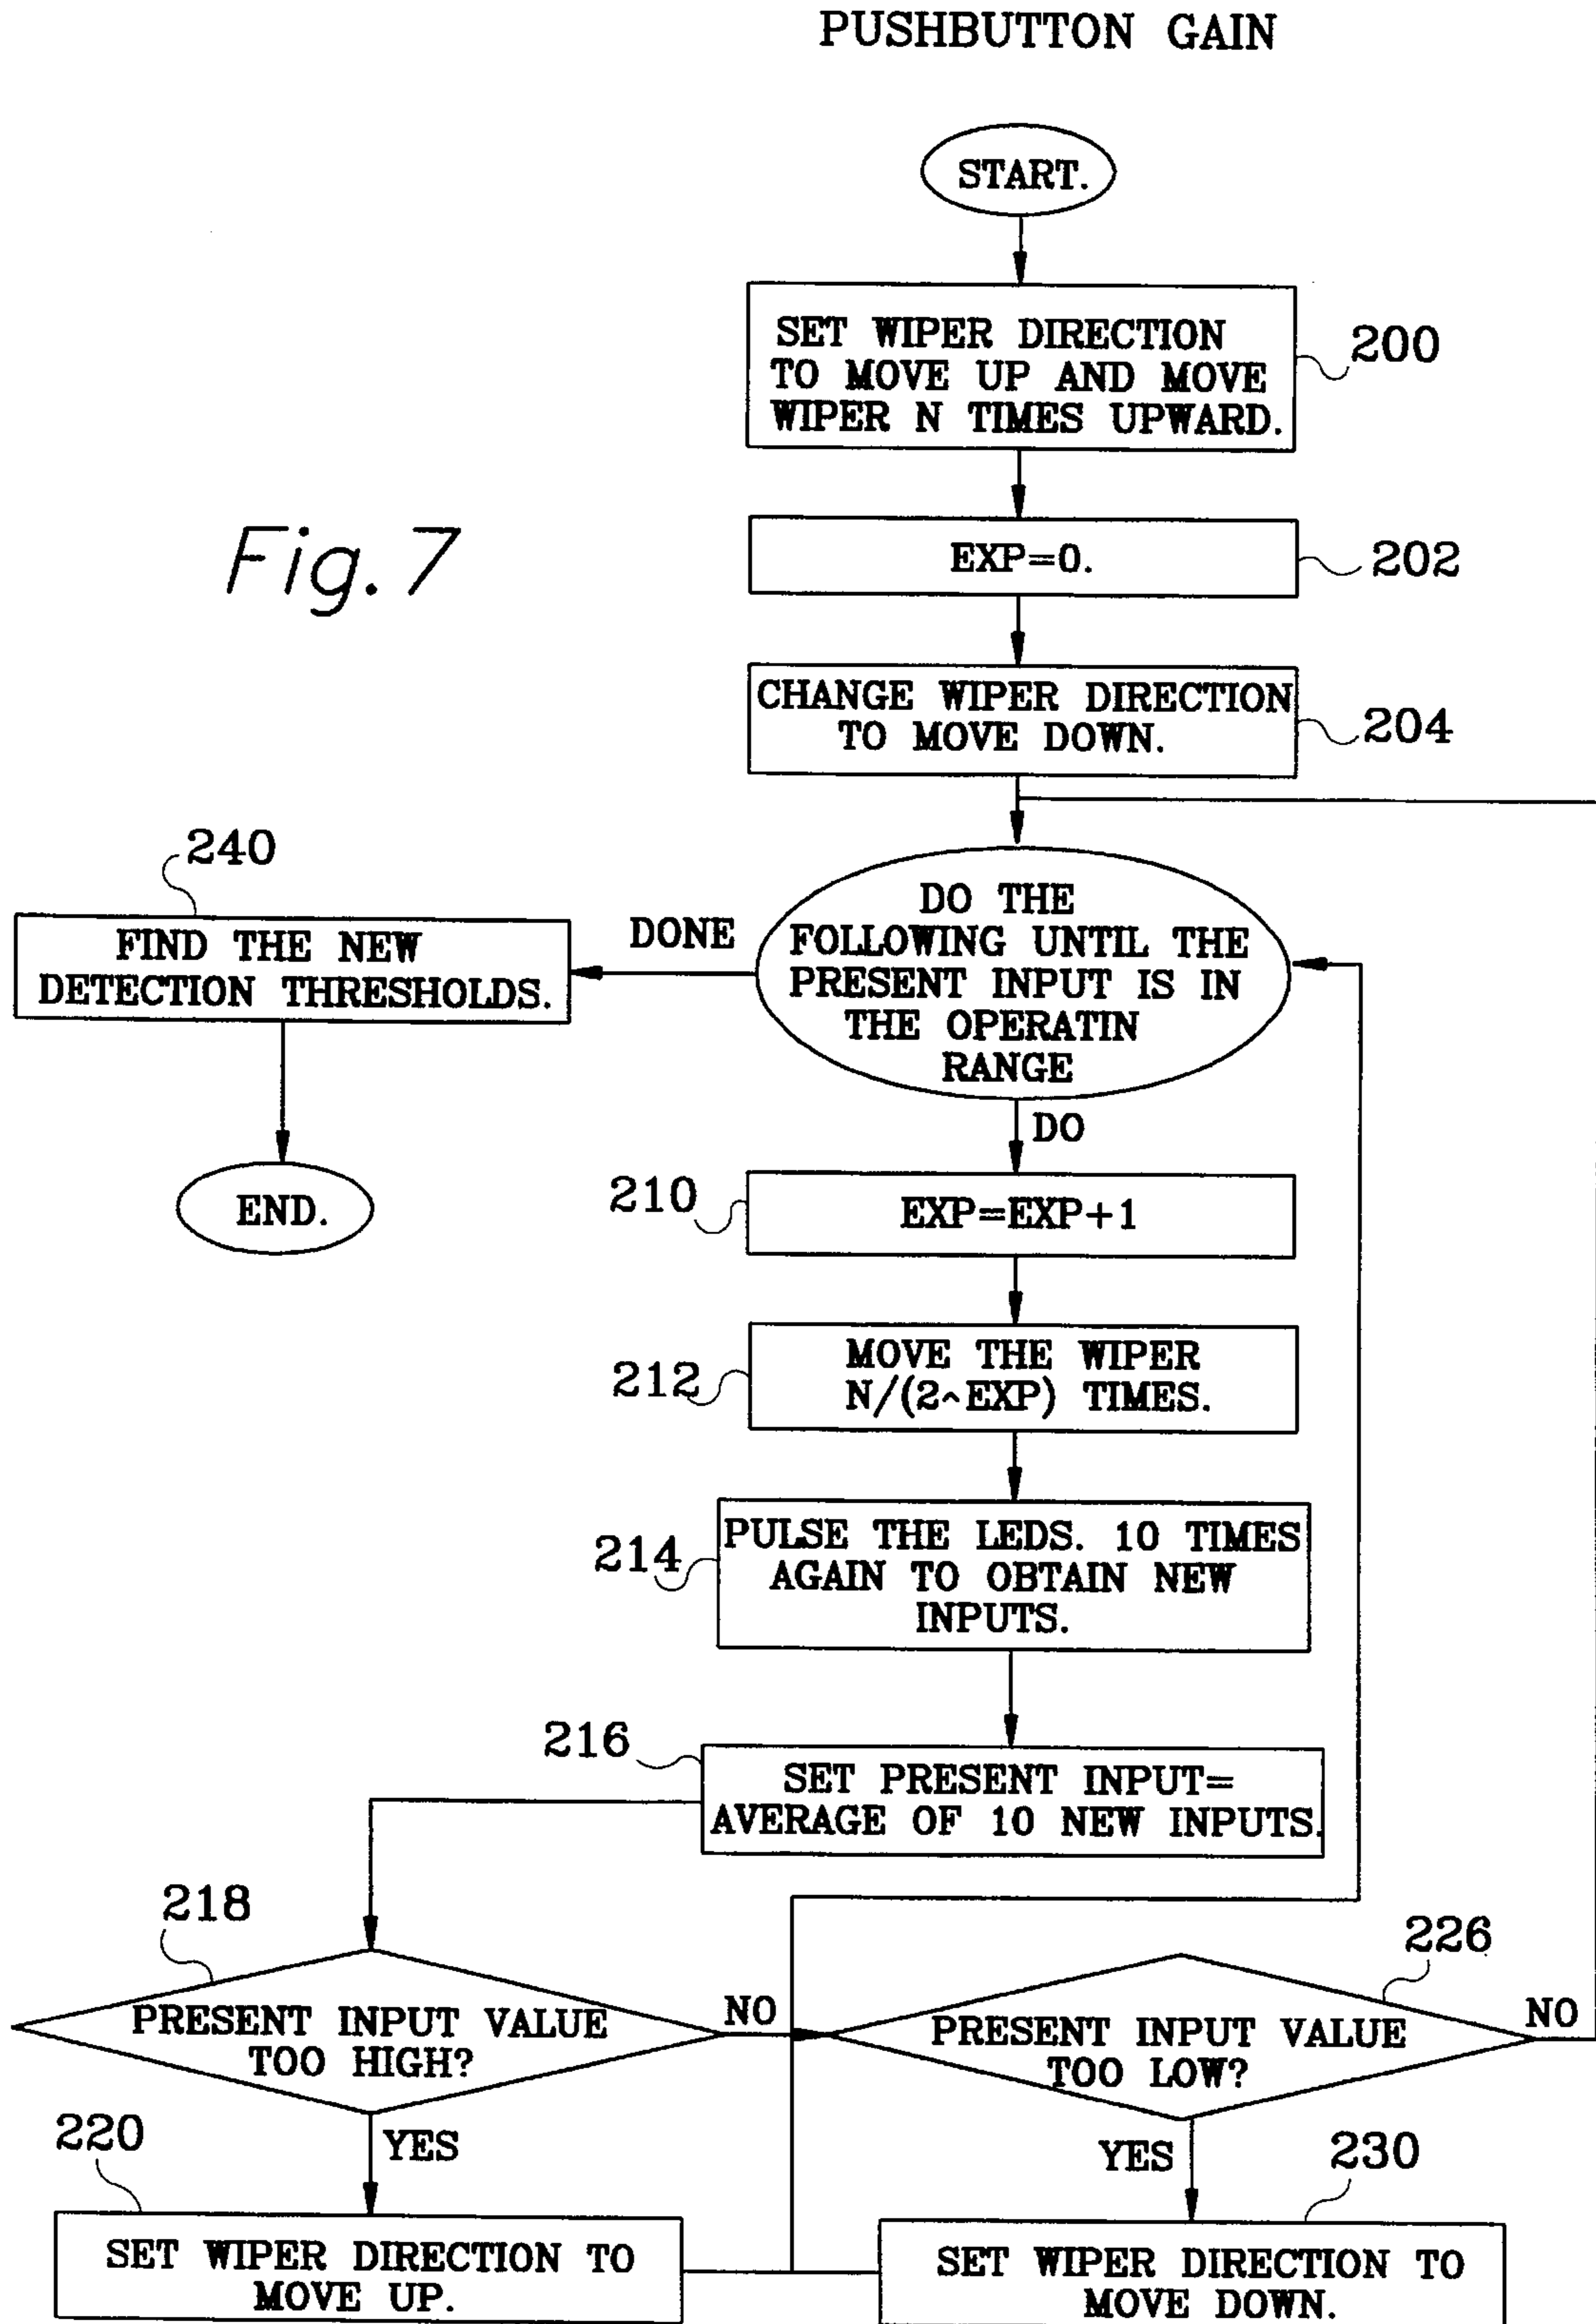 PUSHBUTTON GAIN
START.
SET WIPER DIRECTION
TO MOVE UP AND MOVE
WIPER N TIMES UPWARD.
200
Fig. 7
EXP=0.
202
CHANGE WIPER DIRECTION
TO MOVE DOWN.
204
240
FIND THE NEW
DETECTION THRESHOLDS.
DONE
DO THE
FOLLOWING UNTIL THE
PRESENT INPUT IS IN
THE OPERATIN
RANGE
DO
END.
210
EXP=EXP+1
212
MOVE THE WIPER
N/(2^EXP) TIMES.
214
PULSE THE LEDS. 10 TIMES
AGAIN TO OBTAIN NEW
INPUTS.
216
SET PRESENT INPUT=
AVERAGE OF 10 NEW INPUTS.
218
PRESENT INPUT VALUE
TOO HIGH?
NO
226
PRESENT INPUT VALUE
TOO LOW?
NO
220
YES
SET WIPER DIRECTION TO
MOVE UP.
YES
230
SET WIPER DIRECTION TO
MOVE DOWN.